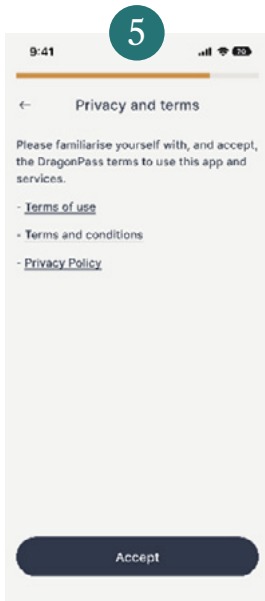 5
9:41
70
← Privacy and terms
Please familiarise yourself with, and accept,
the DragonPass terms to use this app and
services.
- Terms of use
- Terms and conditions
- Privacy Policy
Accept